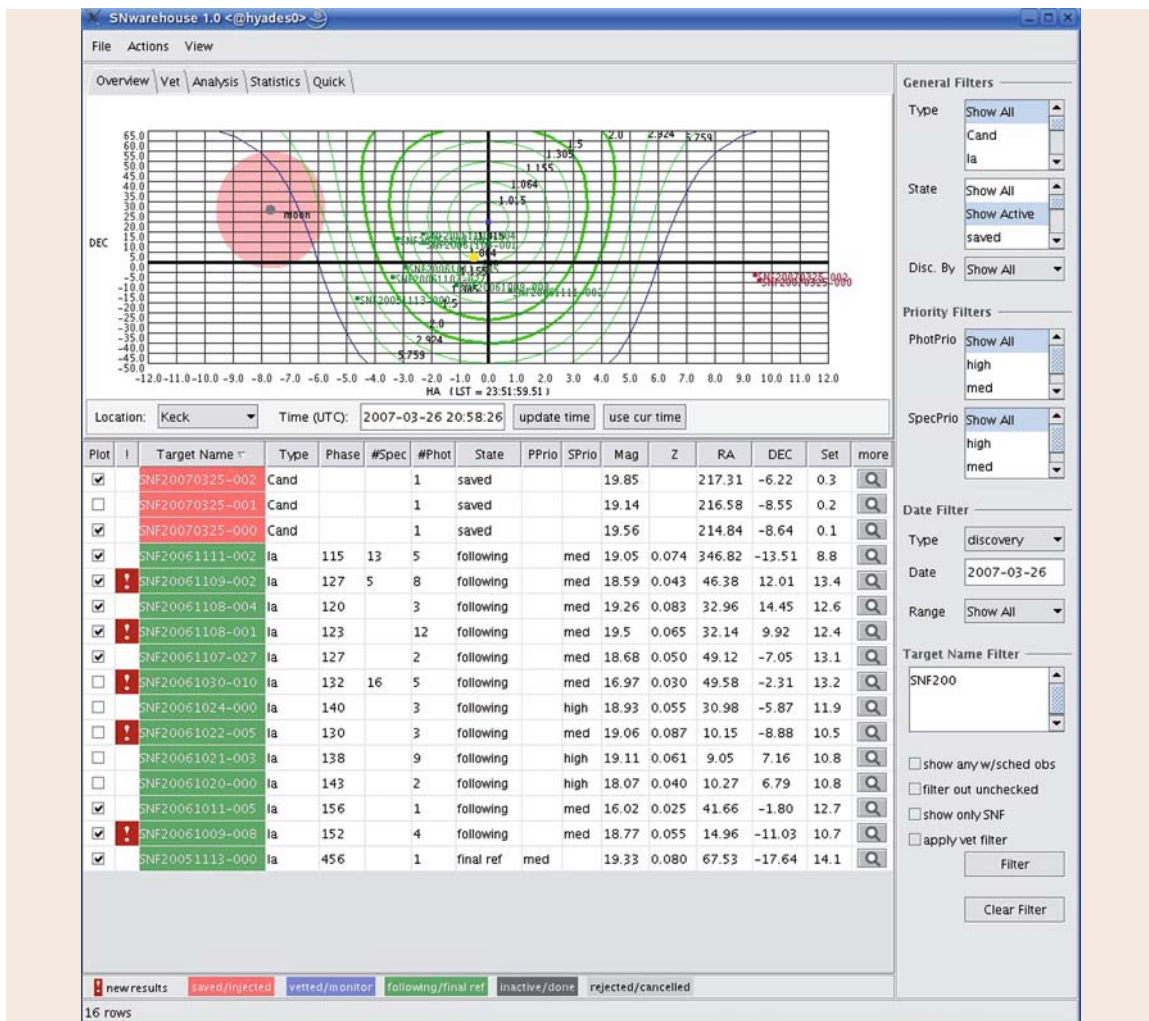 SNwarehouse 1.0 <@hyades0>
File Actions View
Overview Vet Analysis Statistics Quick
65.0
60.0
55.0
50.0
45.0
40.0
35.0
30.0
25.0
20.0
15.0
10.0
5.0
0.0
-5.0
-10.0
-15.0
-20.0
-25.0
-30.0
-35.0
-40.0
-45.0
-50.0
DEC
moon
2.0 2.924 5.759
1.5
1.305
1.155
1.064
1.015
SNF20061113-000
2.0
2.924
5.759
SNF20070325-002
-12.0 -11.0 -10.0 -9.0 -8.0 -7.0 -6.0 -5.0 -4.0 -3.0 -2.0 -1.0 0.0 1.0 2.0 3.0 4.0 5.0 6.0 7.0 8.0 9.0 10.0 11.0 12.0
HA (LST = 23:51:59.51)
Location: Keck Time (UTC): 2007-03-26 20:58:26 update time use cur time
Plot ! Target Name Type Phase #Spec #Phot State PPrio SPrio Mag Z RA DEC Set more
SNF20070325-002 Cand 1 saved 19.85 217.31 -6.22 0.3
SNF20070325-001 Cand 1 saved 19.14 216.58 -8.55 0.2
SNF20070325-000 Cand 1 saved 19.56 214.84 -8.64 0.1
SNF20061111-002 Ia 115 13 5 following med 19.05 0.074 346.82 -13.51 8.8
! SNF20061109-002 Ia 127 5 8 following med 18.59 0.043 46.38 12.01 13.4
SNF20061108-004 Ia 120 3 following med 19.26 0.083 32.96 14.45 12.6
! SNF20061108-001 Ia 123 12 following med 19.5 0.065 32.14 9.92 12.4
SNF20061107-027 Ia 127 2 following med 18.68 0.050 49.12 -7.05 13.1
! SNF20061030-010 Ia 132 16 5 following med 16.97 0.030 49.58 -2.31 13.2
SNF20061024-000 Ia 140 3 following high 18.93 0.055 30.98 -5.87 11.9
! SNF20061022-005 Ia 130 3 following med 19.06 0.087 10.15 -8.88 10.5
SNF20061021-003 Ia 138 9 following high 19.11 0.061 9.05 7.16 10.8
SNF20061020-000 Ia 143 2 following high 18.07 0.040 10.27 6.79 10.8
SNF20061011-005 Ia 156 1 following med 16.02 0.025 41.66 -1.80 12.7
! SNF20061009-008 Ia 152 4 following med 18.77 0.055 14.96 -11.03 10.7
SNF20051113-000 Ia 456 1 final ref med 19.33 0.080 67.53 -17.64 14.1
! new results saved/injected vetted/monitor following/final ref inactive/done rejected/cancelled
16 rows
General Filters
Type Show All
Cand
Ia
State Show All
Show Active
saved
Disc. By Show All
Priority Filters
PhotPrio Show All
high
med
SpecPrio Show All
high
med
Date Filter
Type discovery
Date 2007-03-26
Range Show All
Target Name Filter
SNF200
show any w/sched obs
filter out unchecked
show only SNF
apply vet filter
Filter
Clear Filter